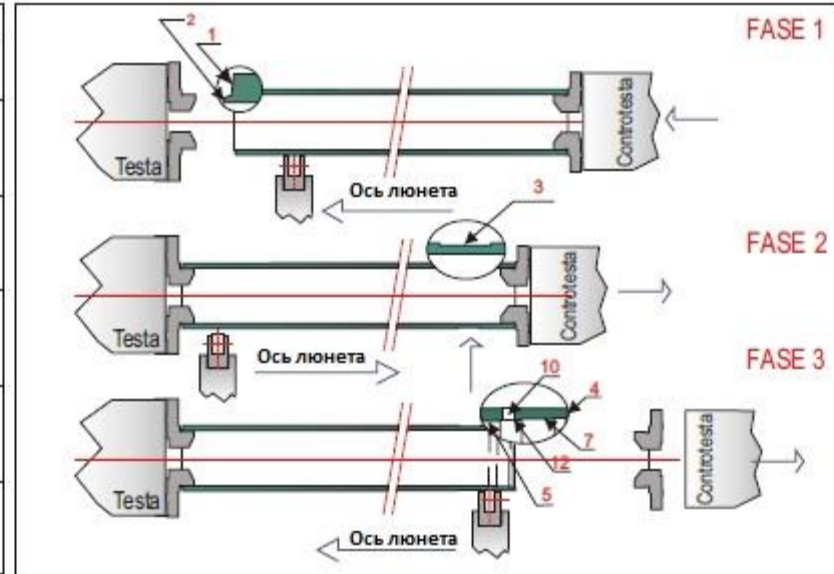 FASE 1
2
1
Testa
Controtesta
Ось люнета
3
FASE 2
Testa
Controtesta
Ось люнета
FASE 3
10
4
7
12
5
Testa
Controtesta
Ось люнета